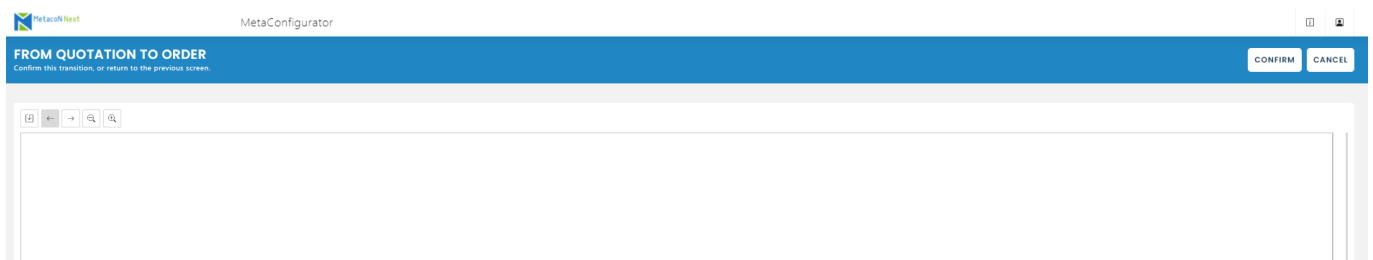 MetacoN Next
MetaConfigurator
FROM QUOTATION TO ORDER
Confirm this transition, or return to the previous screen.
CONFIRM
CANCEL